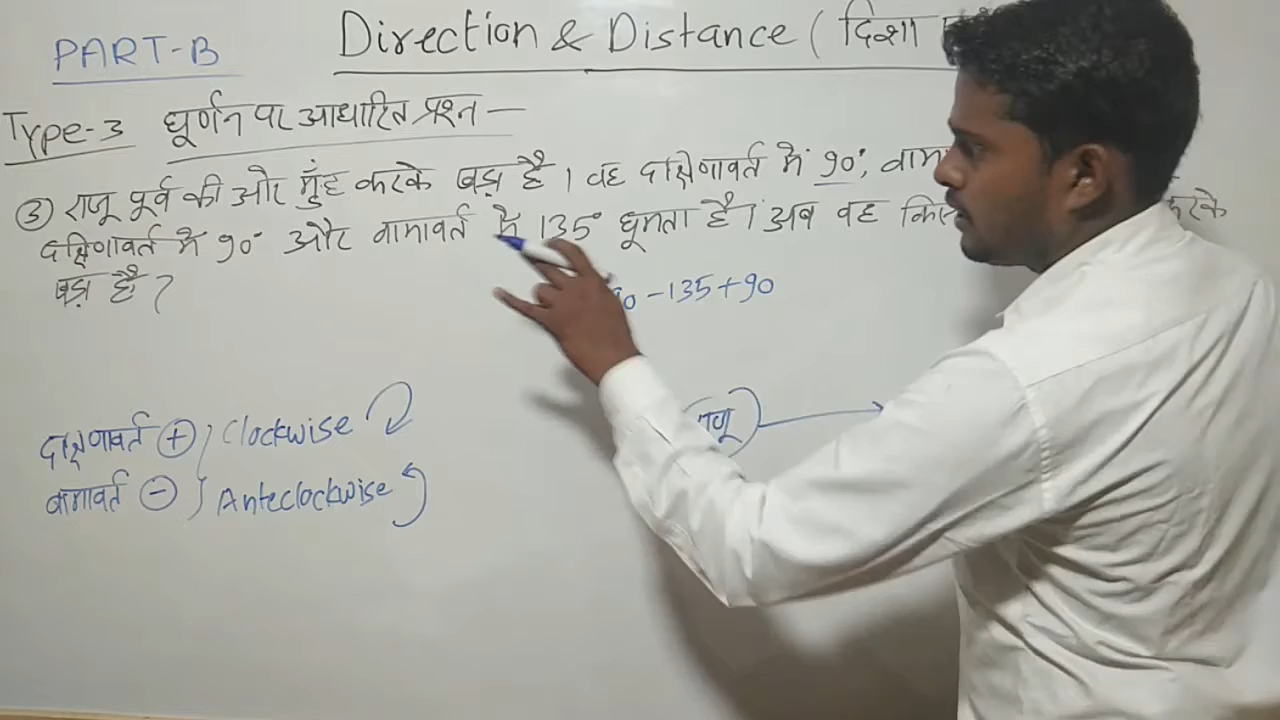 PART-B
Direction & Distance ( दिशा
Type-3 घूर्णन पर आधारित प्रश्न —
③ राजू पूर्व की ओर मुंह करके खड़ा है । वह दक्षिणावर्त में 90°,
दक्षिणावर्त में 90° और वामावर्त में 135° घूमता है । अब वह करके
खड़ा है ?
-135+90
दक्षिणावर्त + , Clockwise
वामावर्त - , Anteclockwise